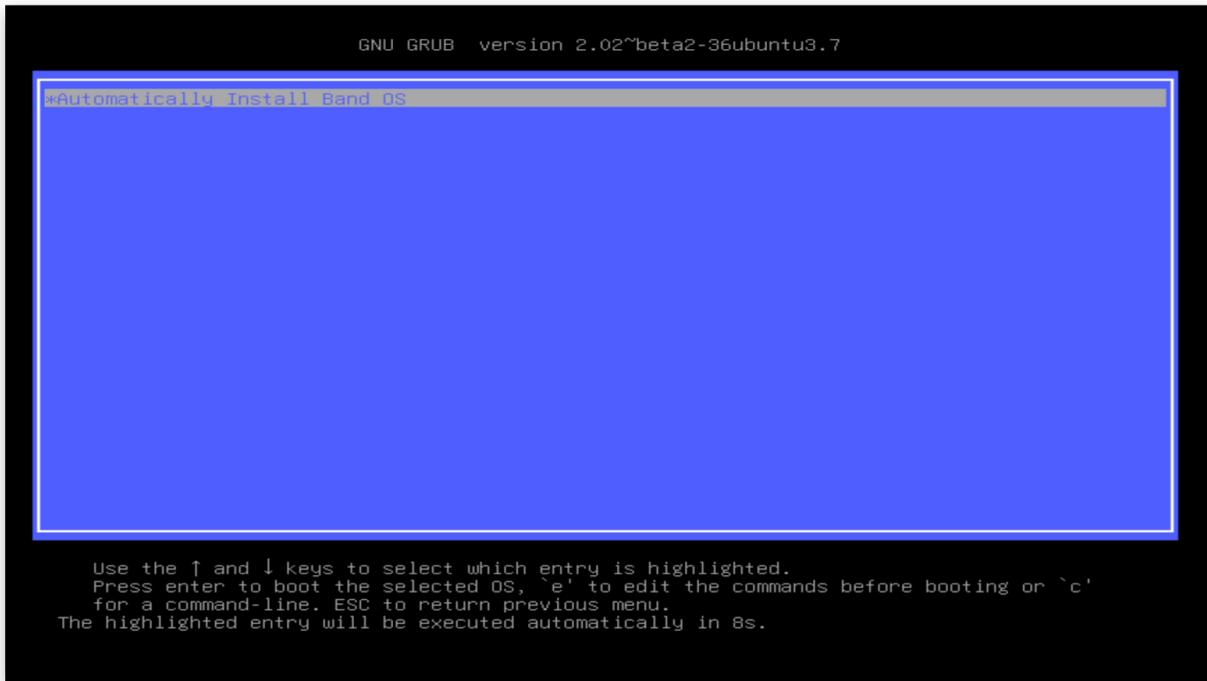 GNU GRUB  version 2.02~beta2-36ubuntu3.7
*Automatically Install Band OS
Use the ↑ and ↓ keys to select which entry is highlighted.
Press enter to boot the selected OS, `e' to edit the commands before booting or `c'
for a command-line. ESC to return previous menu.
The highlighted entry will be executed automatically in 8s.